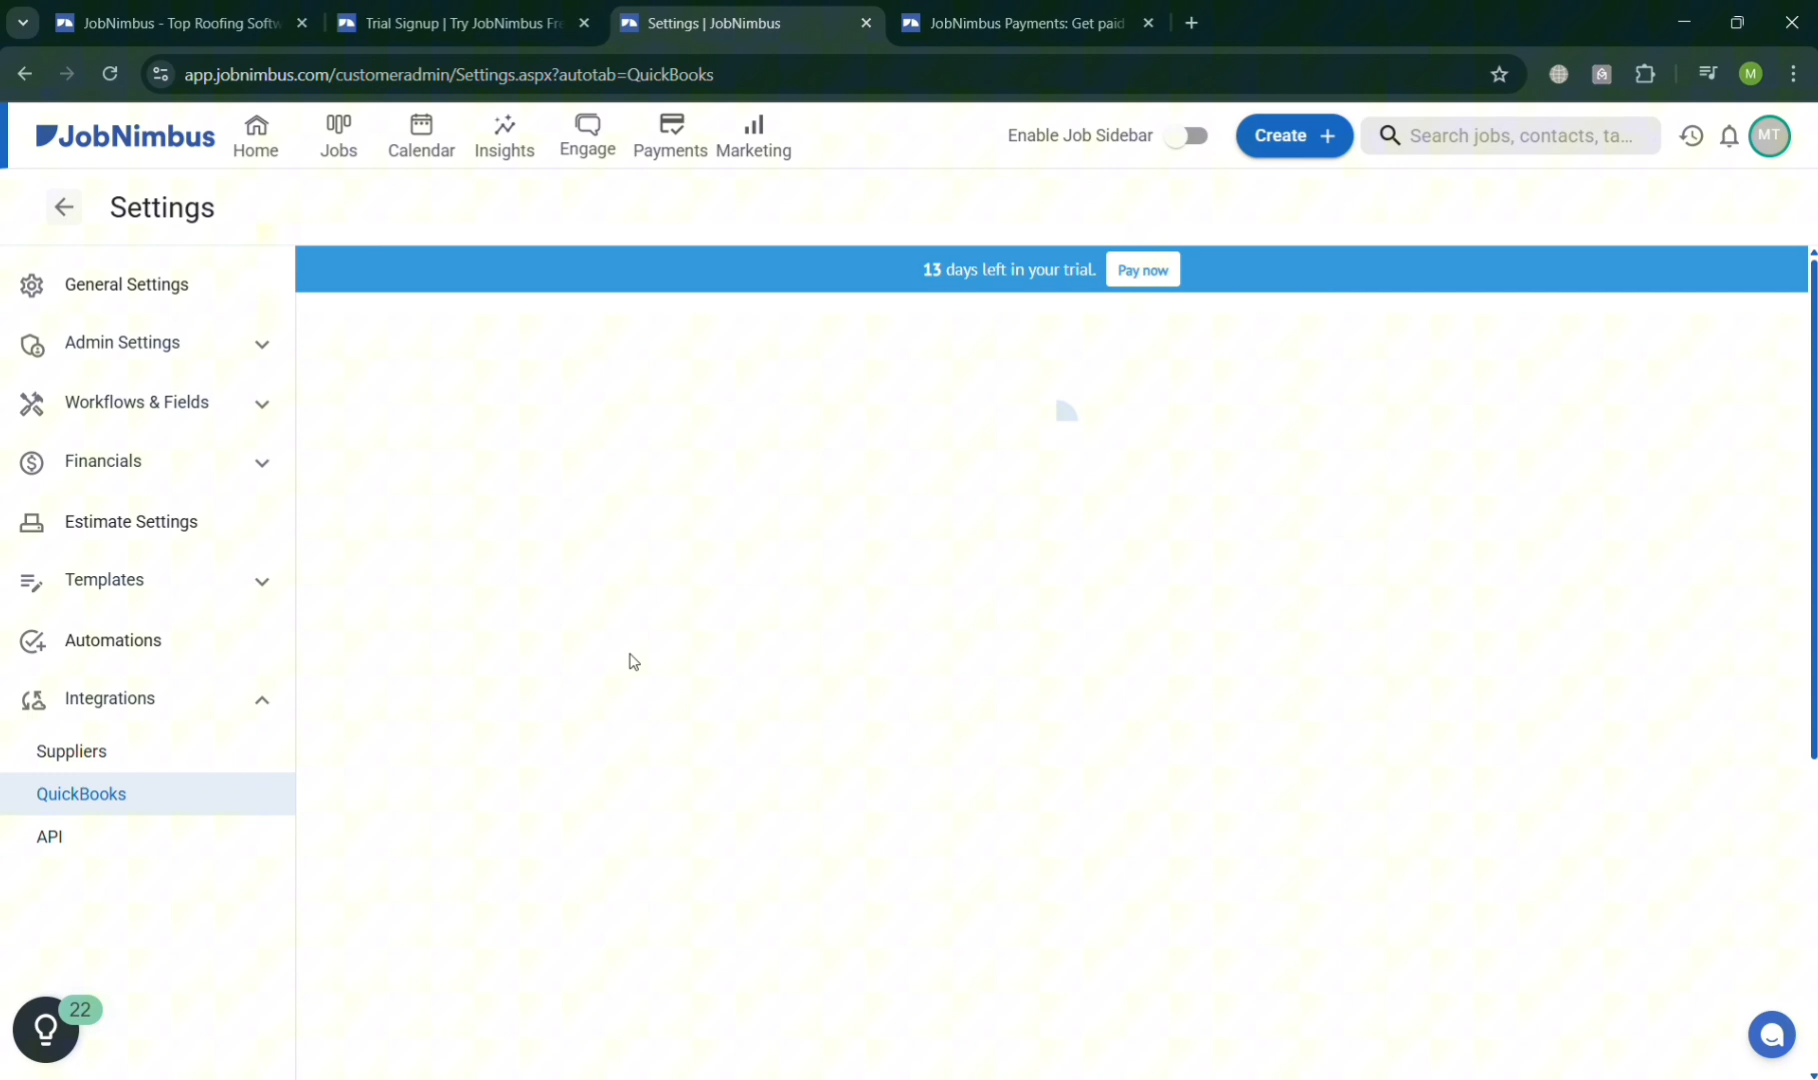 JobNimbus - Top Roofing Softw
Trial Signup | Try JobNimbus Fre
Settings | JobNimbus
JobNimbus Payments: Get paid
app.jobnimbus.com/customeradmin/Settings.aspx?autotab=QuickBooks
M
JobNimbus
Home
Jobs
Calendar
Insights
Engage
Payments
Marketing
Enable Job Sidebar
Create +
Search jobs, contacts, ta...
MT
Settings
13 days left in your trial.
Pay now
General Settings
Admin Settings
Workflows & Fields
Financials
Estimate Settings
Templates
Automations
Integrations
Suppliers
QuickBooks
API
22